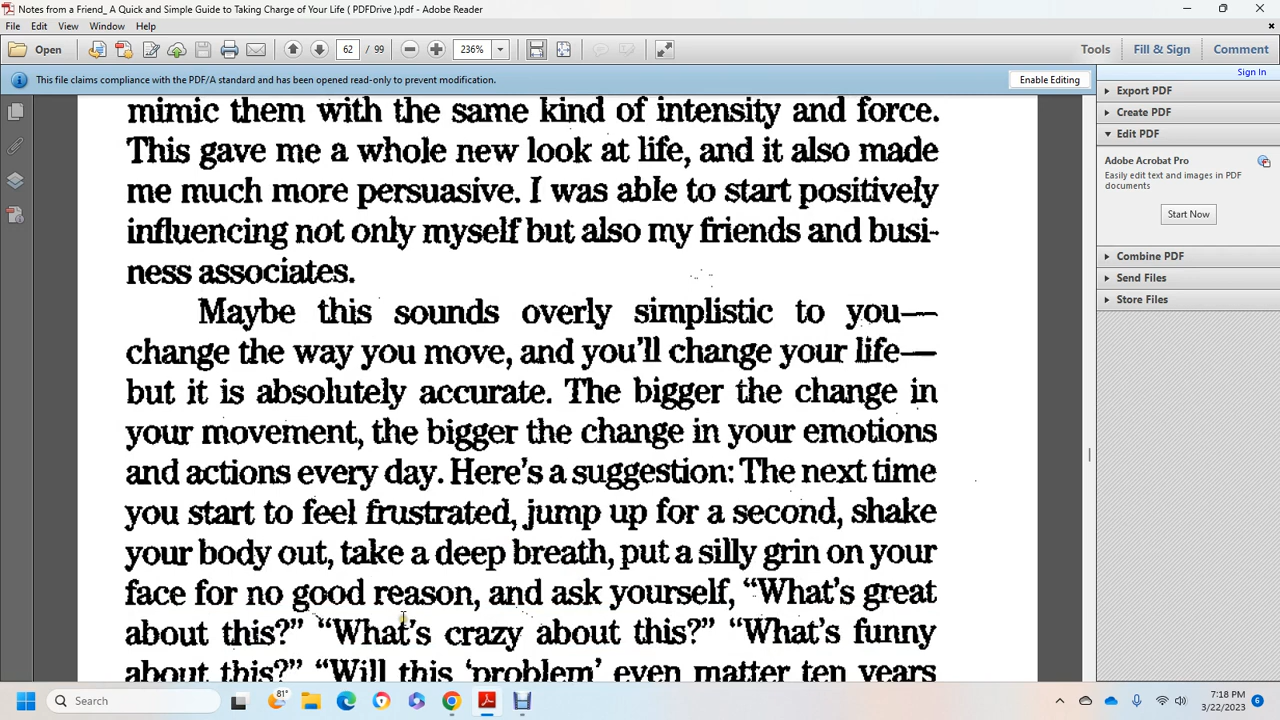 Notes from a Friend_ A Quick and Simple Guide to Taking Charge of Your Life ( PDFDrive ).pdf - Adobe Reader
File Edit View Window Help
Open 62 / 99 236% Tools Fill & Sign Comment
This file claims compliance with the PDF/A standard and has been opened read-only to prevent modification. Enable Editing
Sign In
Export PDF
Create PDF
Edit PDF
Adobe Acrobat Pro
Easily edit text and images in PDF
documents
Start Now
Combine PDF
Send Files
Store Files
mimic them with the same kind of intensity and force.
This gave me a whole new look at life, and it also made
me much more persuasive. I was able to start positively
influencing not only myself but also my friends and busi-
ness associates.
Maybe this sounds overly simplistic to you—
change the way you move, and you'll change your life—
but it is absolutely accurate. The bigger the change in
your movement, the bigger the change in your emotions
and actions every day. Here's a suggestion: The next time
you start to feel frustrated, jump up for a second, shake
your body out, take a deep breath, put a silly grin on your
face for no good reason, and ask yourself, “What's great
about this?” “What's crazy about this?” “What's funny
about this?” “Will this ‘problem’ even matter ten years
Search
81°
7:18 PM
3/22/2023
6